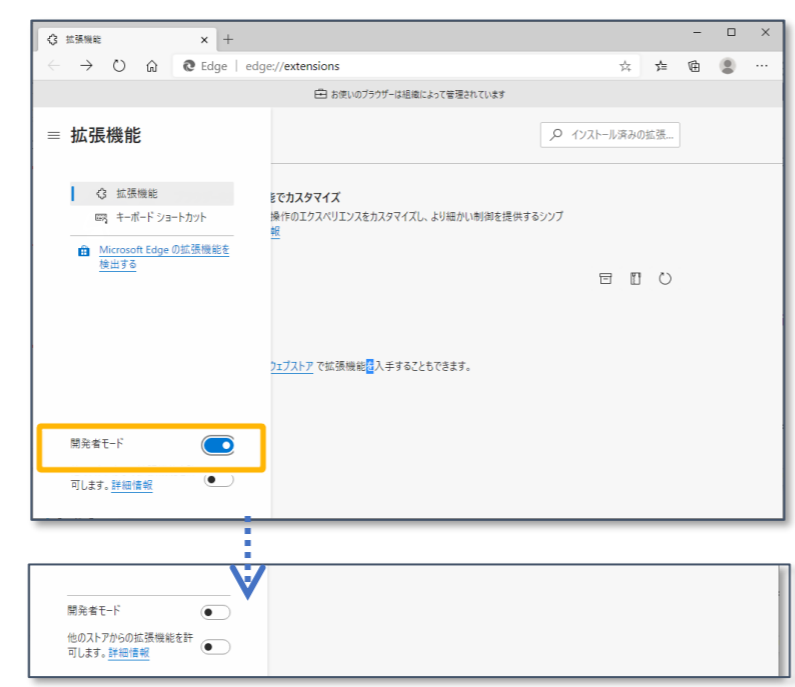 拡張機能
Edge | edge://extensions
お使いのブラウザーは組織によって管理されています
拡張機能
インストール済みの拡張...
拡張機能
キーボード ショートカット
Microsoft Edge の拡張機能を
検出する
でカスタマイズ
操作のエクスペリエンスをカスタマイズし、より細かい制御を提供するシンプ
報
ウェブストア で拡張機能を入手することもできます。
開発者モード
可します。詳細情報
開発者モード
他のストアからの拡張機能を許
可します。詳細情報